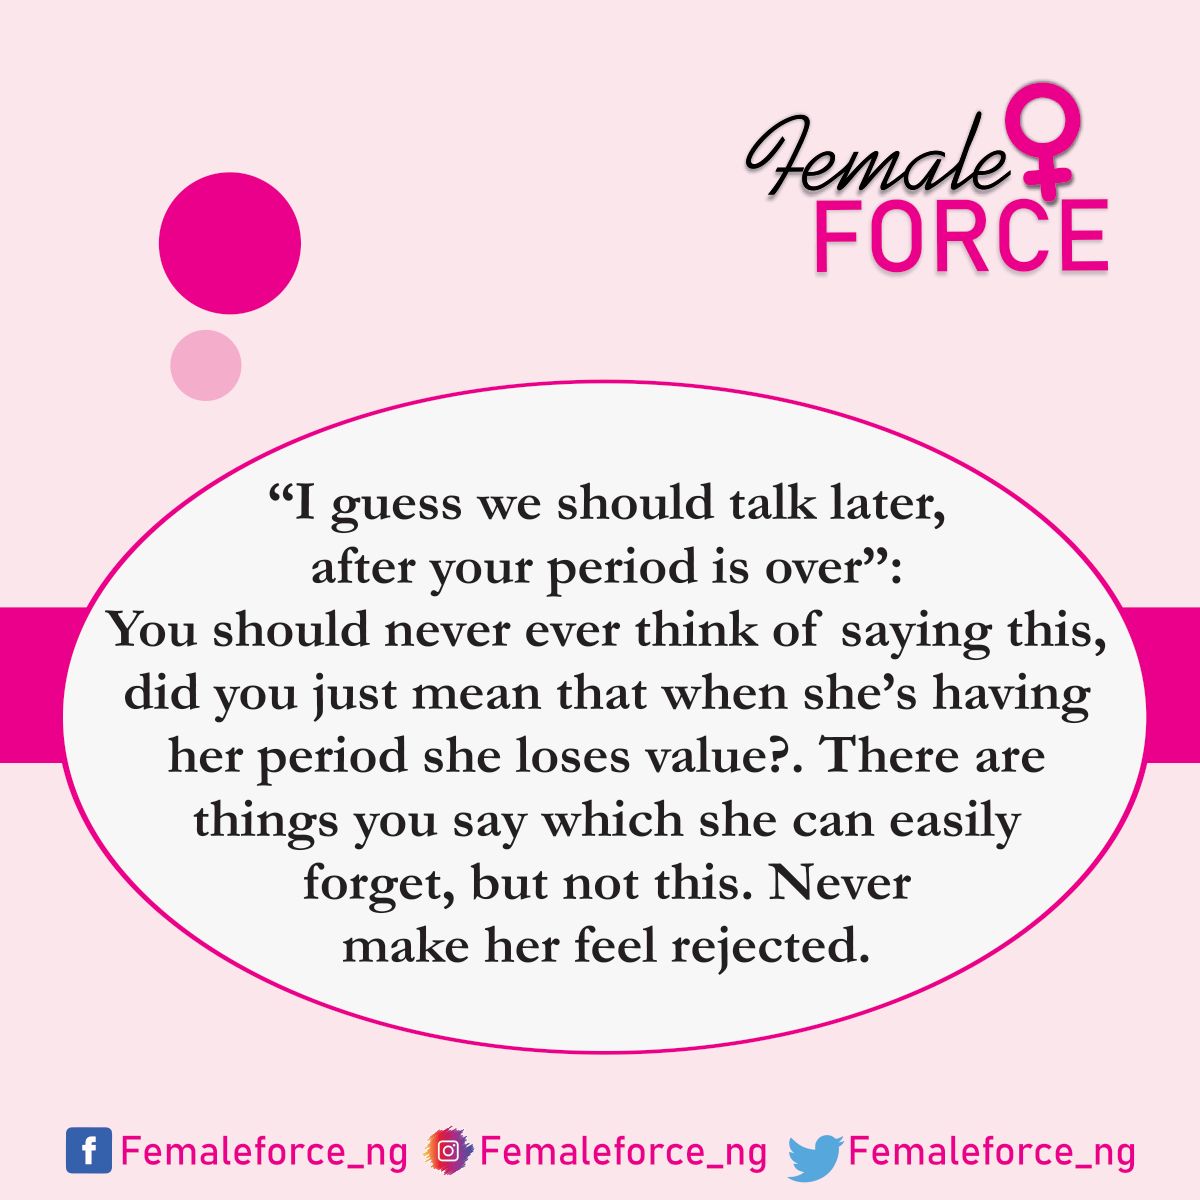 Female
FORCE
“I guess we should talk later,
after your period is over”:
You should never ever think of saying this,
did you just mean that when she’s having
her period she loses value?. There are
things you say which she can easily
forget, but not this. Never
make her feel rejected.
Femaleforce_ng Femaleforce_ng Femaleforce_ng